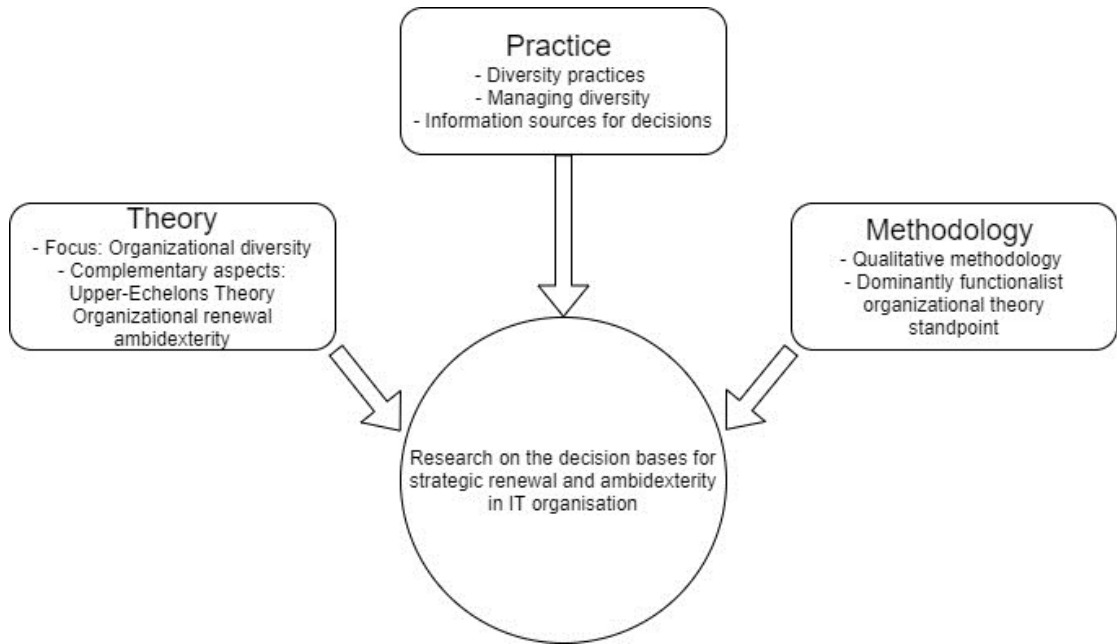 Practice
- Diversity practices
- Managing diversity
- Information sources for decisions
Theory
- Focus: Organizational diversity
- Complementary aspects:
Upper-Echelons Theory
Organizational renewal
ambidexterity
Methodology
- Qualitative methodology
- Dominantly functionalist
organizational theory
standpoint
Research on the decision bases for
strategic renewal and ambidexterity
in IT organisation